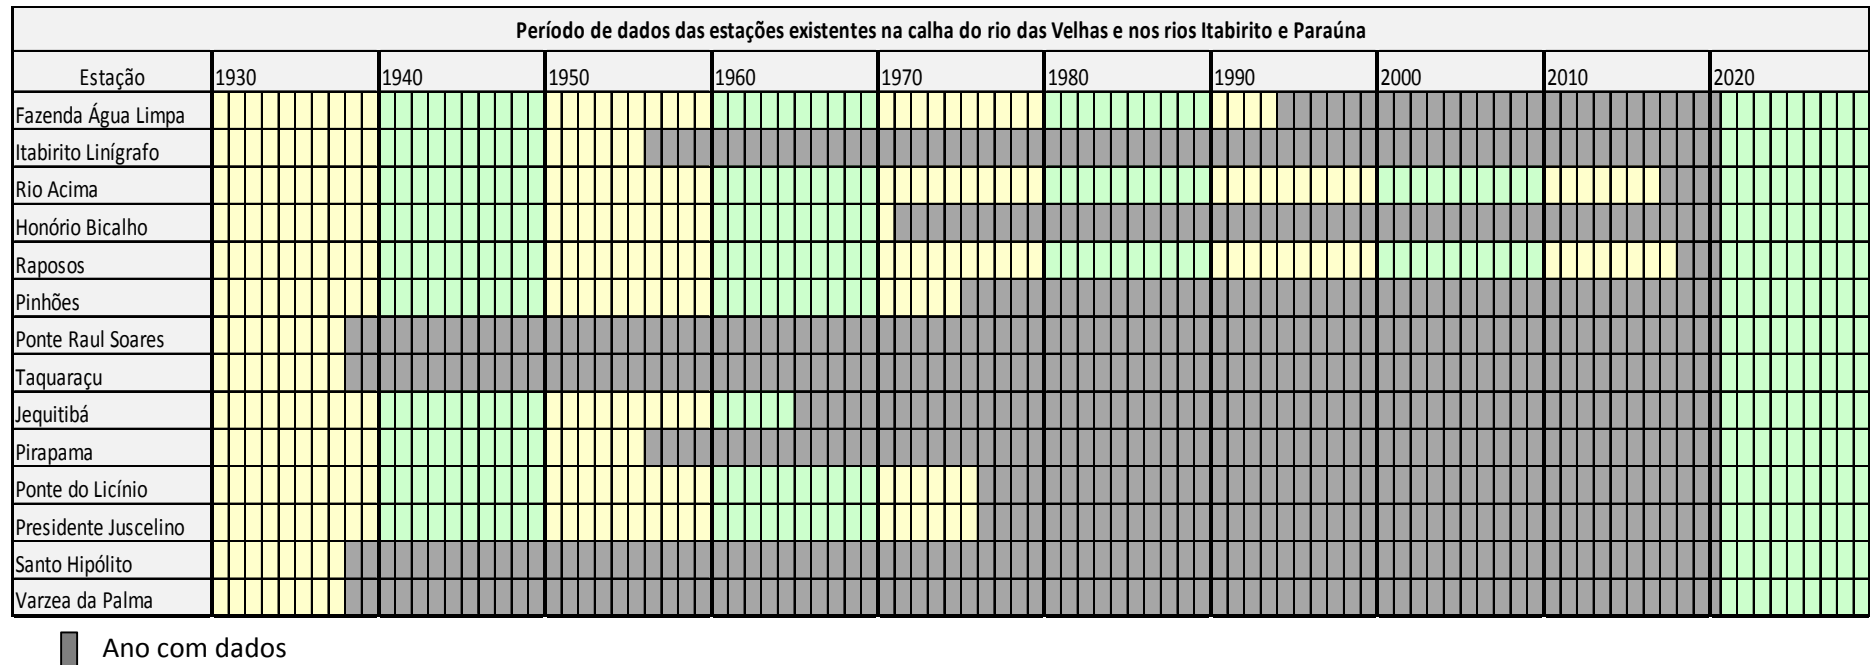 Período de dados das estações existentes na calha do rio das Velhas e nos rios Itabirito e Paraúna
Estação 1930 1940 1950 1960 1970 1980 1990 2000 2010 2020
Fazenda Água Limpa
Itabirito Linígrafo
Rio Acima
Honório Bicalho
Raposos
Pinhões
Ponte Raul Soares
Taquaraçu
Jequitibá
Pirapama
Ponte do Licínio
Presidente Juscelino
Santo Hipólito
Varzea da Palma
Ano com dados